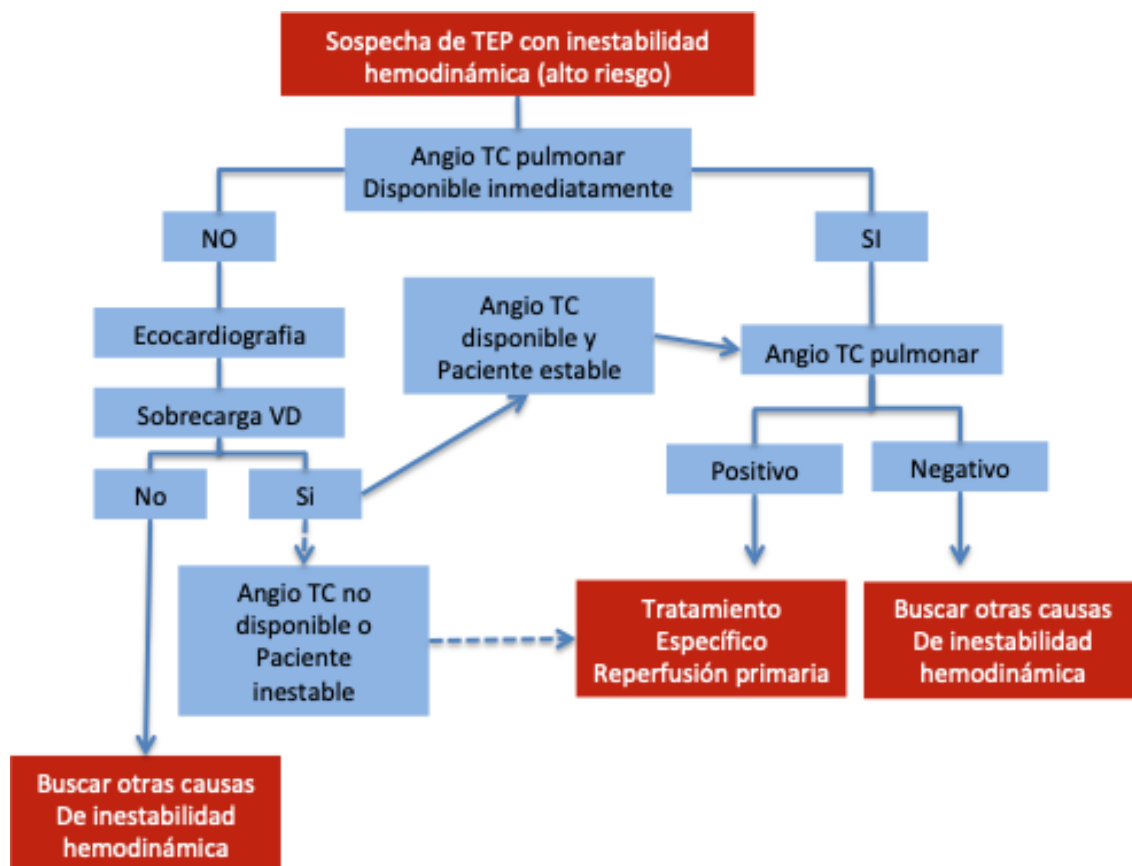 Sospecha de TEP con inestabilidad
hemodinámica (alto riesgo)
Angio TC pulmonar
Disponible inmediatamente
NO
SI
Ecocardiografia
Angio TC
disponible y
Paciente estable
Angio TC pulmonar
Sobrecarga VD
No
Si
Positivo
Negativo
Angio TC no
disponible o
Paciente
inestable
Tratamiento
Específico
Reperfusión primaria
Buscar otras causas
De inestabilidad
hemodinámica
Buscar otras causas
De inestabilidad
hemodinámica